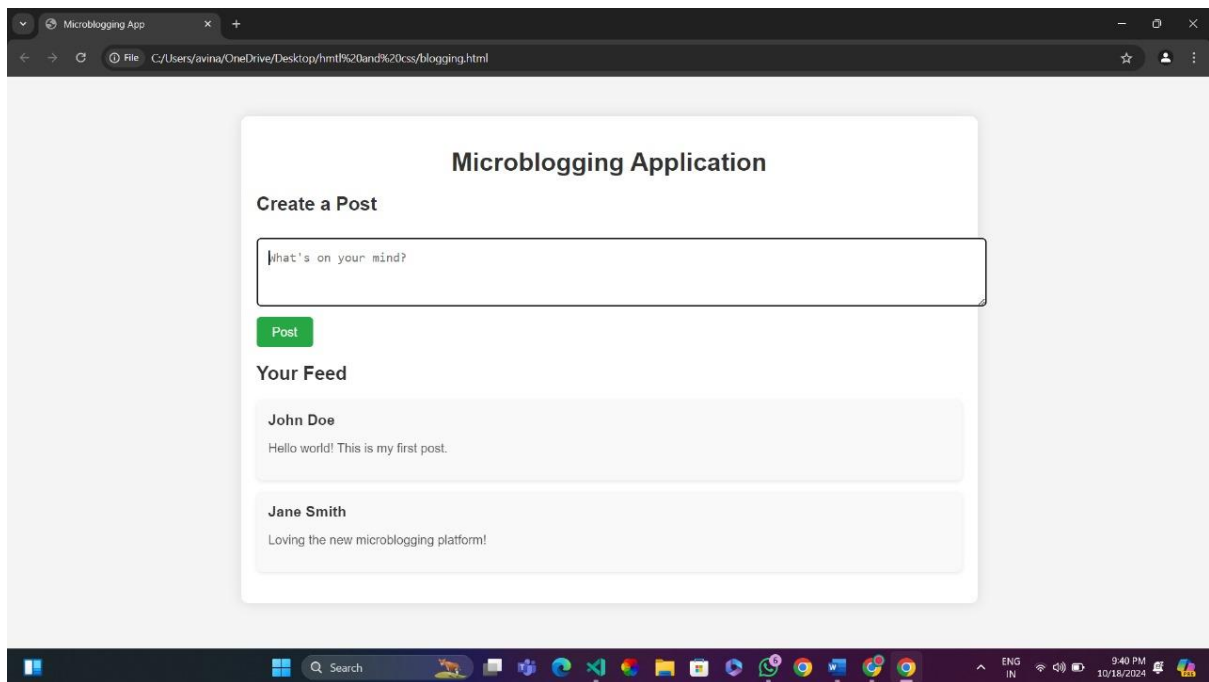 Microblogging App
File C:/Users/avina/OneDrive/Desktop/hmtl%20and%20css/blogging.html
Microblogging Application
Create a Post
What's on your mind?
Post
Your Feed
John Doe
Hello world! This is my first post.
Jane Smith
Loving the new microblogging platform!
Search
ENG
IN
9:40 PM
10/18/2024